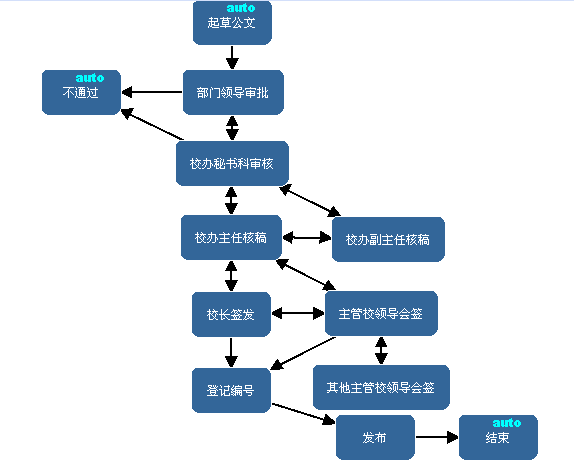 auto
起草公文
auto
不通过
部门领导审批
校办秘书科审核
校办主任核稿
校办副主任核稿
校长签发
主管校领导会签
登记编号
其他主管校领导会签
发布
auto
结束